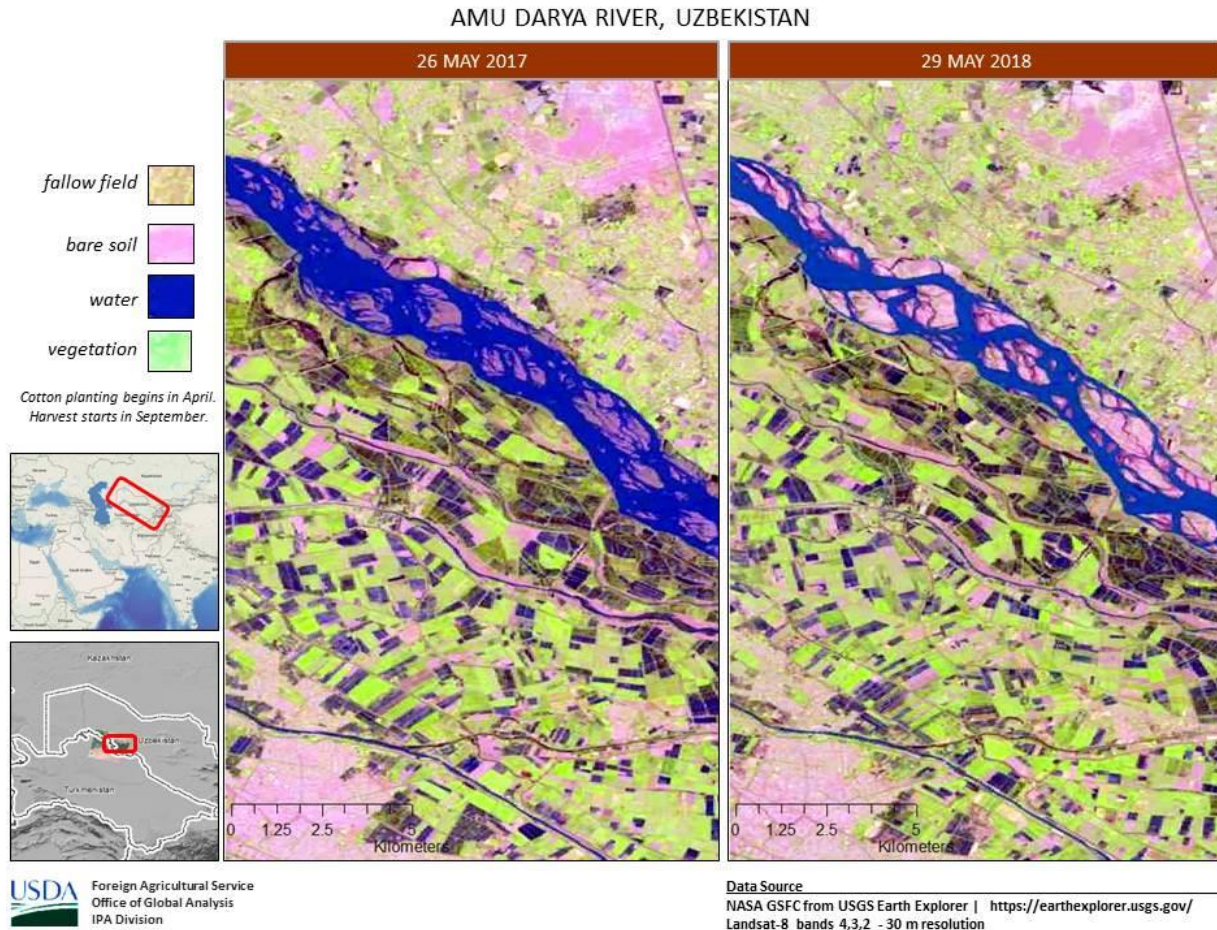 AMU DARYA RIVER, UZBEKISTAN
26 MAY 2017
29 MAY 2018
fallow field
bare soil
water
vegetation
Cotton planting begins in April.
Harvest starts in September.
Kazakhstan
Uzbekistan
Turkmenistan
0 1.25 2.5 5
Kilometers
0 1.25 2.5 5
Kilometers
USDA
Foreign Agricultural Service
Office of Global Analysis
IPA Division
Data Source
NASA GSFC from USGS Earth Explorer | https://earthexplorer.usgs.gov/
Landsat-8 bands 4,3,2 - 30 m resolution